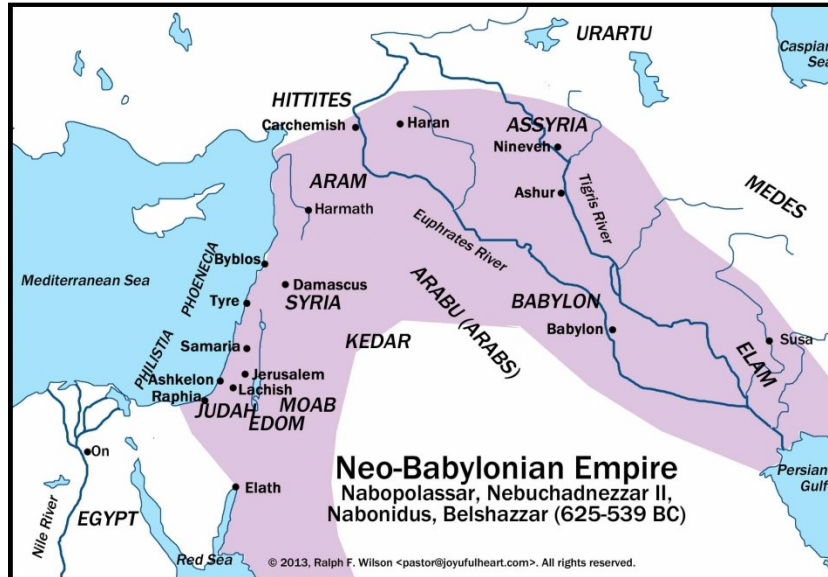 URARTU
Caspian
Sea
HITTITES
Carchemish
Haran
ASSYRIA
Nineveh
MEDES
ARAM
Harmath
Ashur
Tigris River
Euphrates River
Mediterranean Sea
PHOENECIA
Byblos
Damascus
SYRIA
Tyre
ARABU (ARABS)
BABYLON
Babylon
KEDAR
Susa
ELAM
PHILISTIA
Samaria
Jerusalem
Ashkelon
Lachish
Raphia
JUDAH
MOAB
EDOM
On
Elath
EGYPT
Nile River
Red Sea
Persian
Gulf
Neo-Babylonian Empire
Nabopolassar, Nebuchadnezzar II,
Nabonidus, Belshazzar (625-539 BC)
© 2013, Ralph F. Wilson <pastor@joyfulheart.com>. All rights reserved.